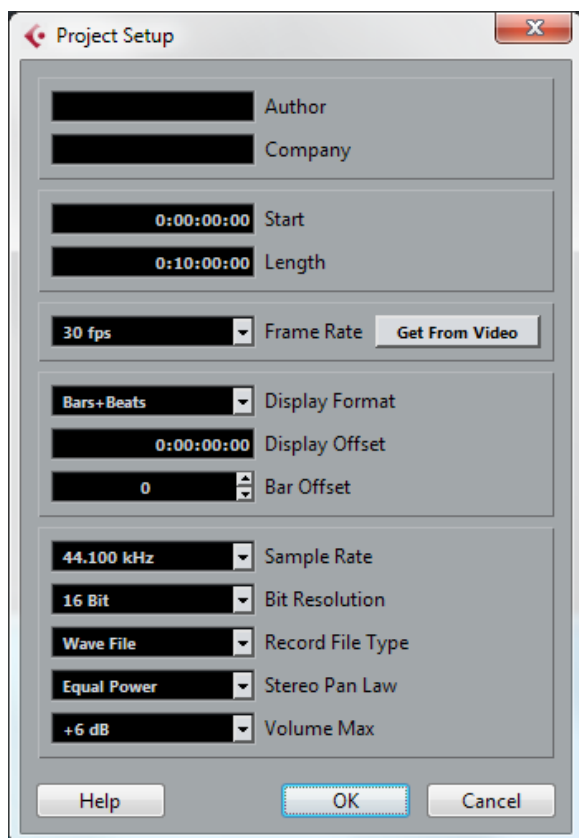 Project Setup
Author
Company
0:00:00:00 Start
0:10:00:00 Length
30 fps Frame Rate Get From Video
Bars+Beats Display Format
0:00:00:00 Display Offset
0 Bar Offset
44.100 kHz Sample Rate
16 Bit Bit Resolution
Wave File Record File Type
Equal Power Stereo Pan Law
+6 dB Volume Max
Help OK Cancel